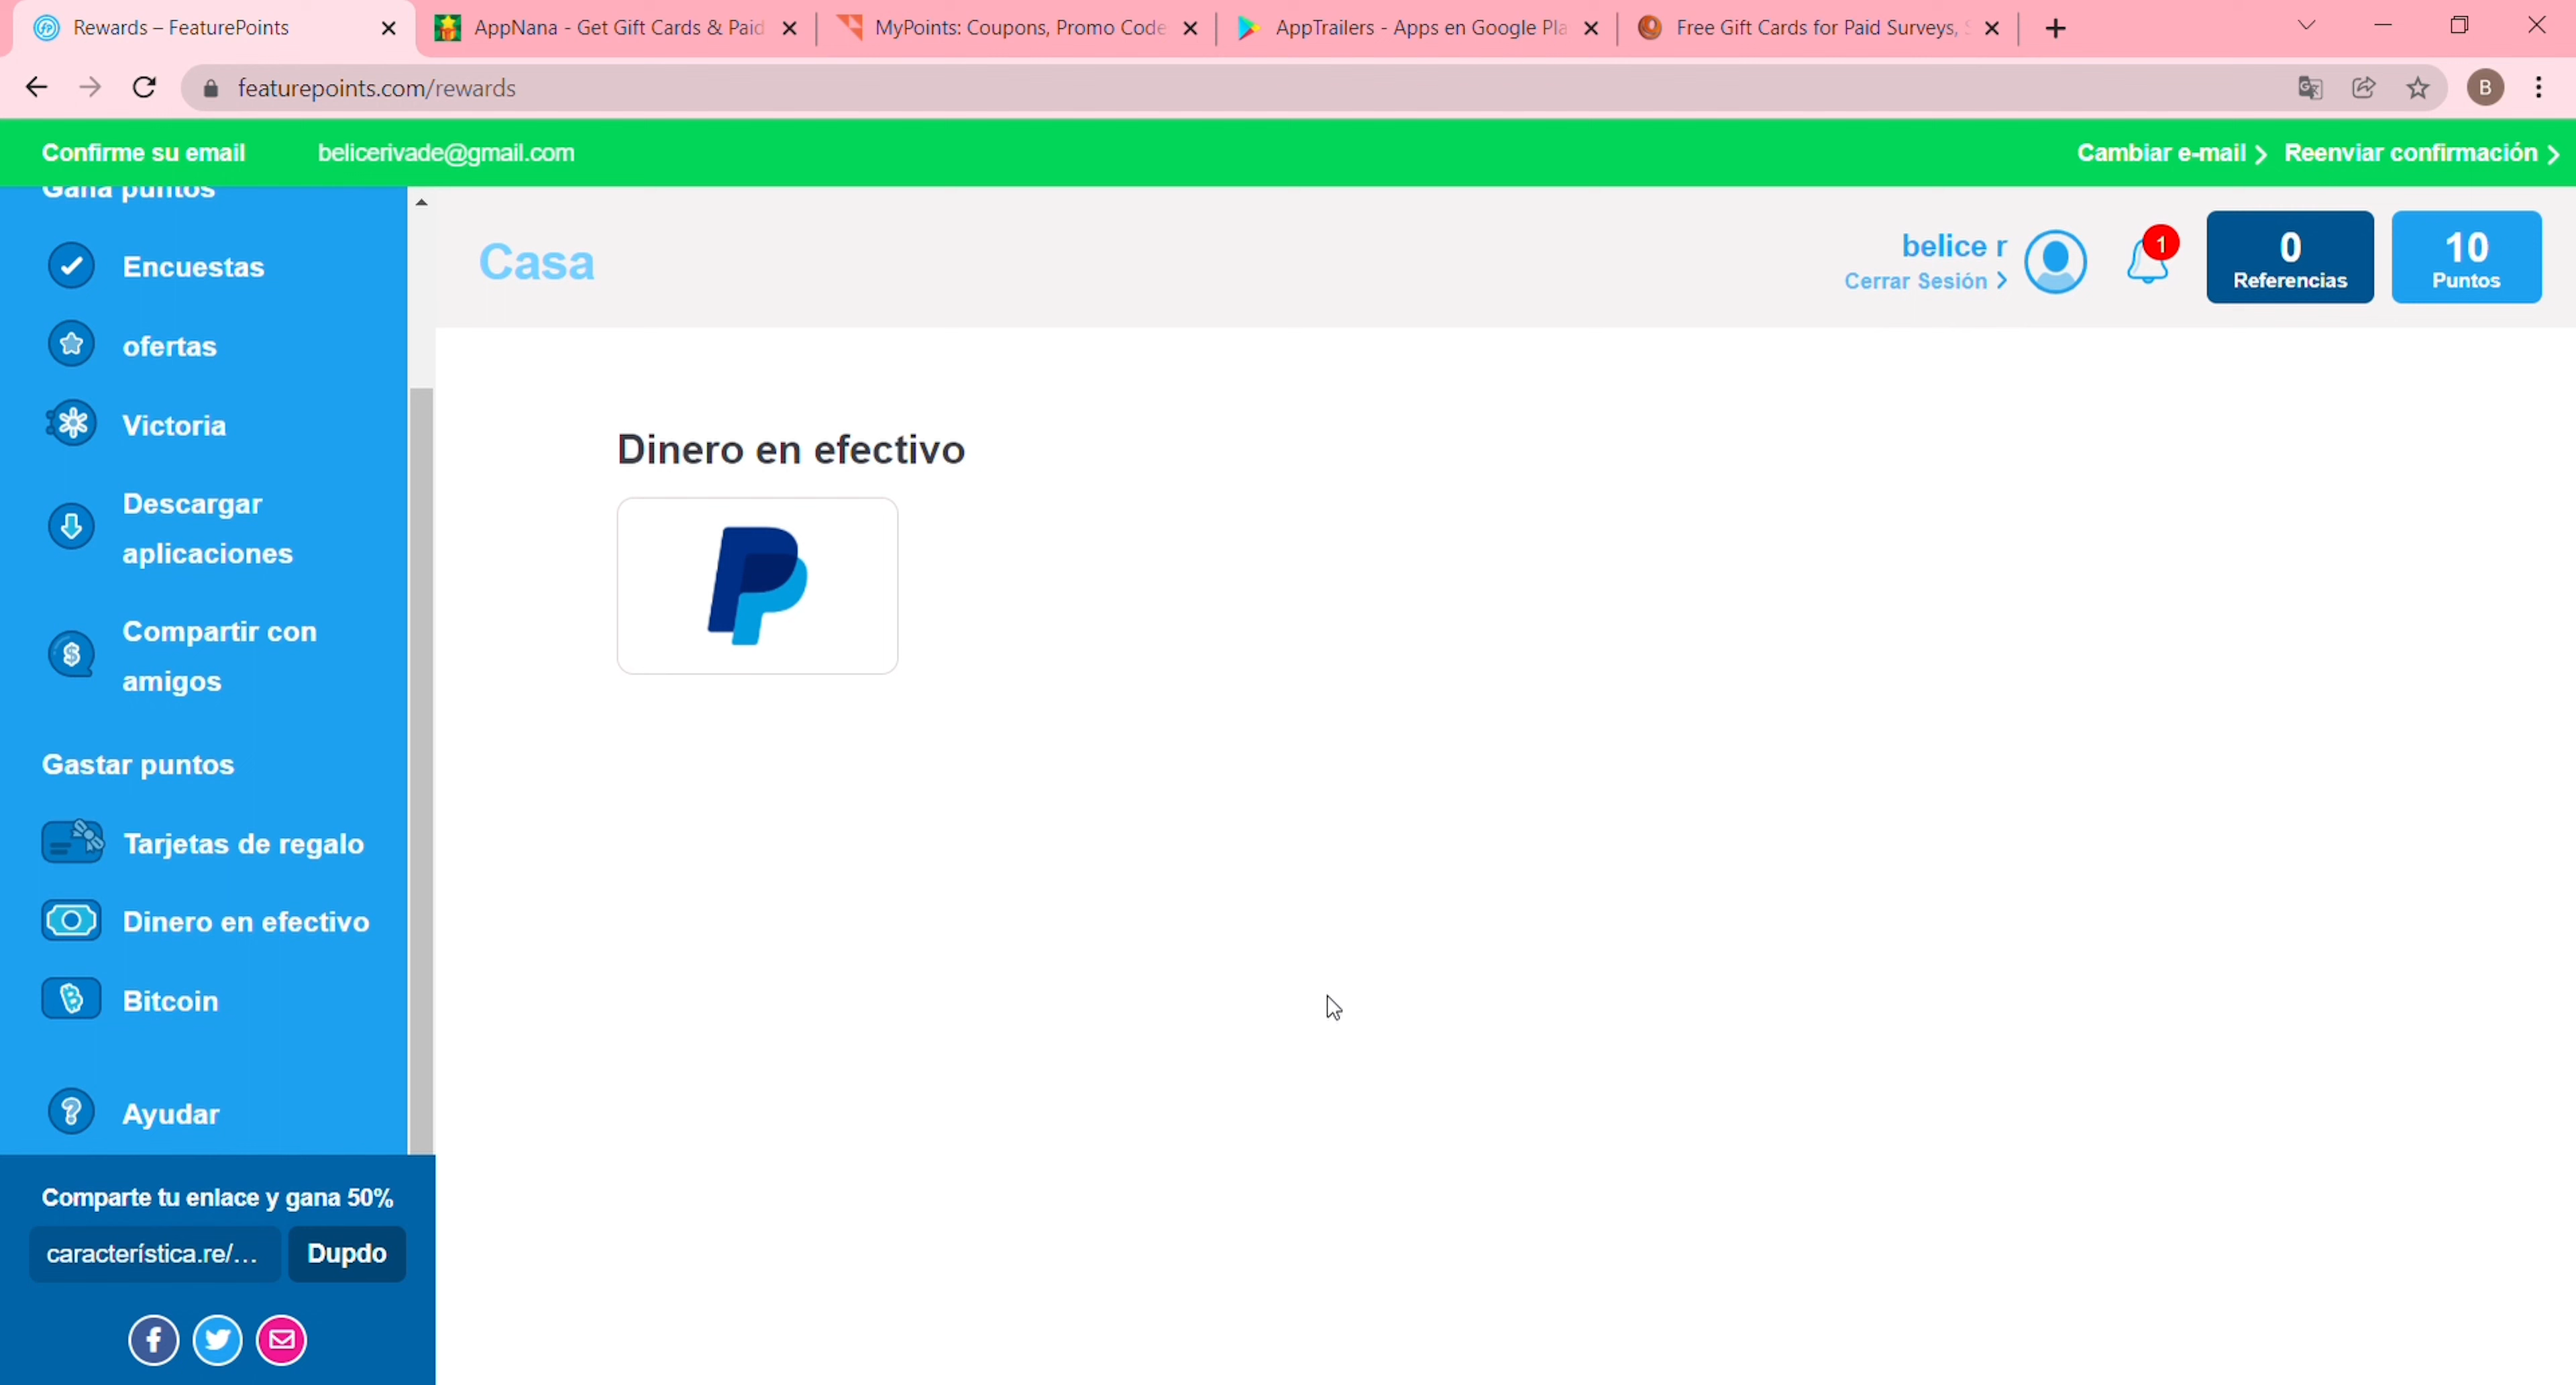 Rewards – FeaturePoints
AppNana - Get Gift Cards & Paid
MyPoints: Coupons, Promo Code
AppTrailers - Apps en Google Pla
Free Gift Cards for Paid Surveys, S
featurepoints.com/rewards
B
Confirme su email belicerivade@gmail.com Cambiar e-mail Reenviar confirmación
Gana puntos
Encuestas
ofertas
Victoria
Descargar
aplicaciones
Compartir con
amigos
Gastar puntos
Tarjetas de regalo
Dinero en efectivo
Bitcoin
Ayudar
Comparte tu enlace y gana 50%
característica.re/... Dupdo
Casa
belice r
Cerrar Sesión
1
0
Referencias
10
Puntos
Dinero en efectivo